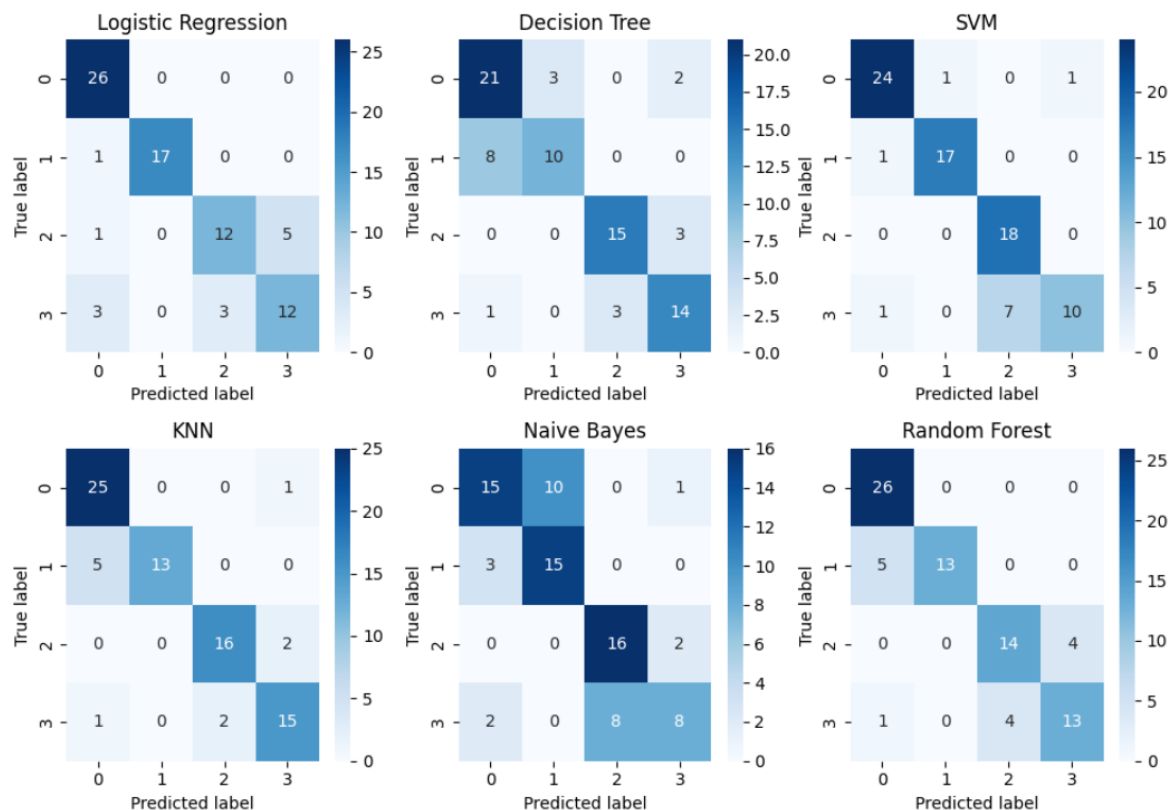 Logistic Regression
True label
0 26 0 0 0
1 1 17 0 0
2 1 0 12 5
3 3 0 3 12
0 1 2 3
Predicted label
25
20
15
10
5
0
Decision Tree
True label
0 21 3 0 2
1 8 10 0 0
2 0 0 15 3
3 1 0 3 14
0 1 2 3
Predicted label
20.0
17.5
15.0
12.5
10.0
7.5
5.0
2.5
0.0
SVM
True label
0 24 1 0 1
1 1 17 0 0
2 0 0 18 0
3 1 0 7 10
0 1 2 3
Predicted label
20
15
10
5
0
KNN
True label
0 25 0 0 1
1 5 13 0 0
2 0 0 16 2
3 1 0 2 15
0 1 2 3
Predicted label
25
20
15
10
5
0
Naive Bayes
True label
0 15 10 0 1
1 3 15 0 0
2 0 0 16 2
3 2 0 8 8
0 1 2 3
Predicted label
16
14
12
10
8
6
4
2
0
Random Forest
True label
0 26 0 0 0
1 5 13 0 0
2 0 0 14 4
3 1 0 4 13
0 1 2 3
Predicted label
25
20
15
10
5
0